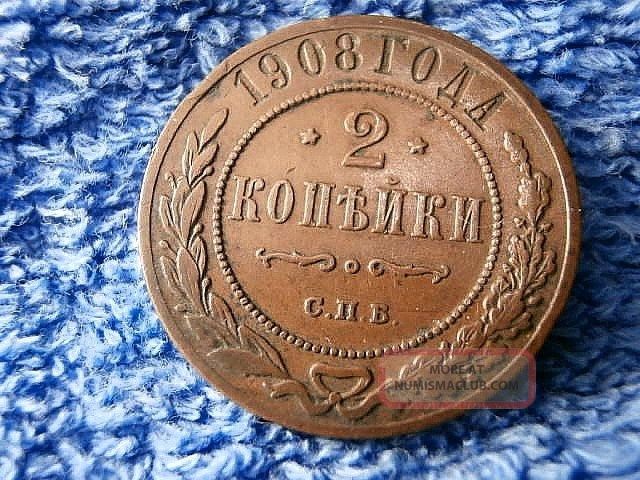 1908 ГОДА
2
КОПѢЙКИ
С.П.Б.
MORE AT
NUMISMACLUB.COM